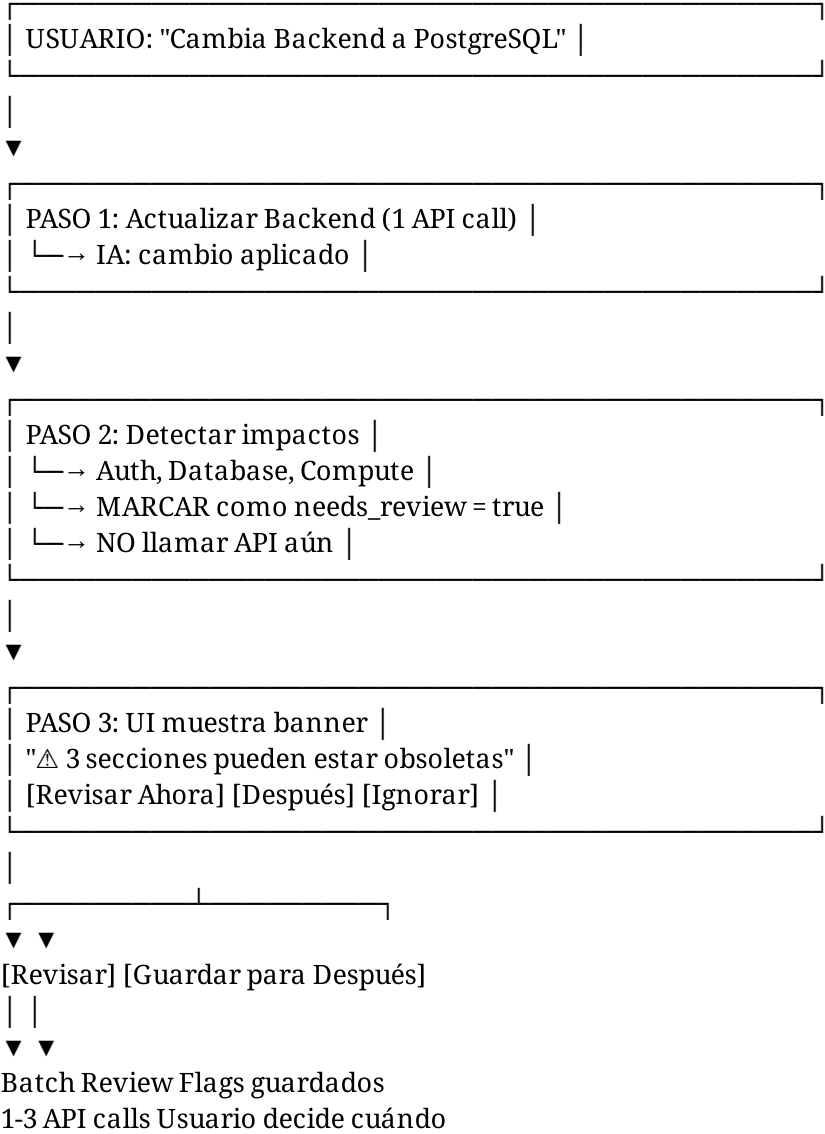 ┌─────────────────────────────────────────┐
│ USUARIO: "Cambia Backend a PostgreSQL" │
└─────────────────────────────────────────┘
│
▼
┌─────────────────────────────────────────┐
│ PASO 1: Actualizar Backend (1 API call) │
│ └─→ IA: cambio aplicado │
└─────────────────────────────────────────┘
│
▼
┌─────────────────────────────────────────┐
│ PASO 2: Detectar impactos │
│ └─→ Auth, Database, Compute │
│ └─→ MARCAR como needs_review = true │
│ └─→ NO llamar API aún │
└─────────────────────────────────────────┘
│
▼
┌─────────────────────────────────────────┐
│ PASO 3: UI muestra banner │
│ "⚠ 3 secciones pueden estar obsoletas" │
│ [Revisar Ahora] [Después] [Ignorar] │
└─────────────────────────────────────────┘
│
┌─────────┴─────────┐
▼ ▼
[Revisar] [Guardar para Después]
│ │
▼ ▼
Batch Review Flags guardados
1-3 API calls Usuario decide cuándo